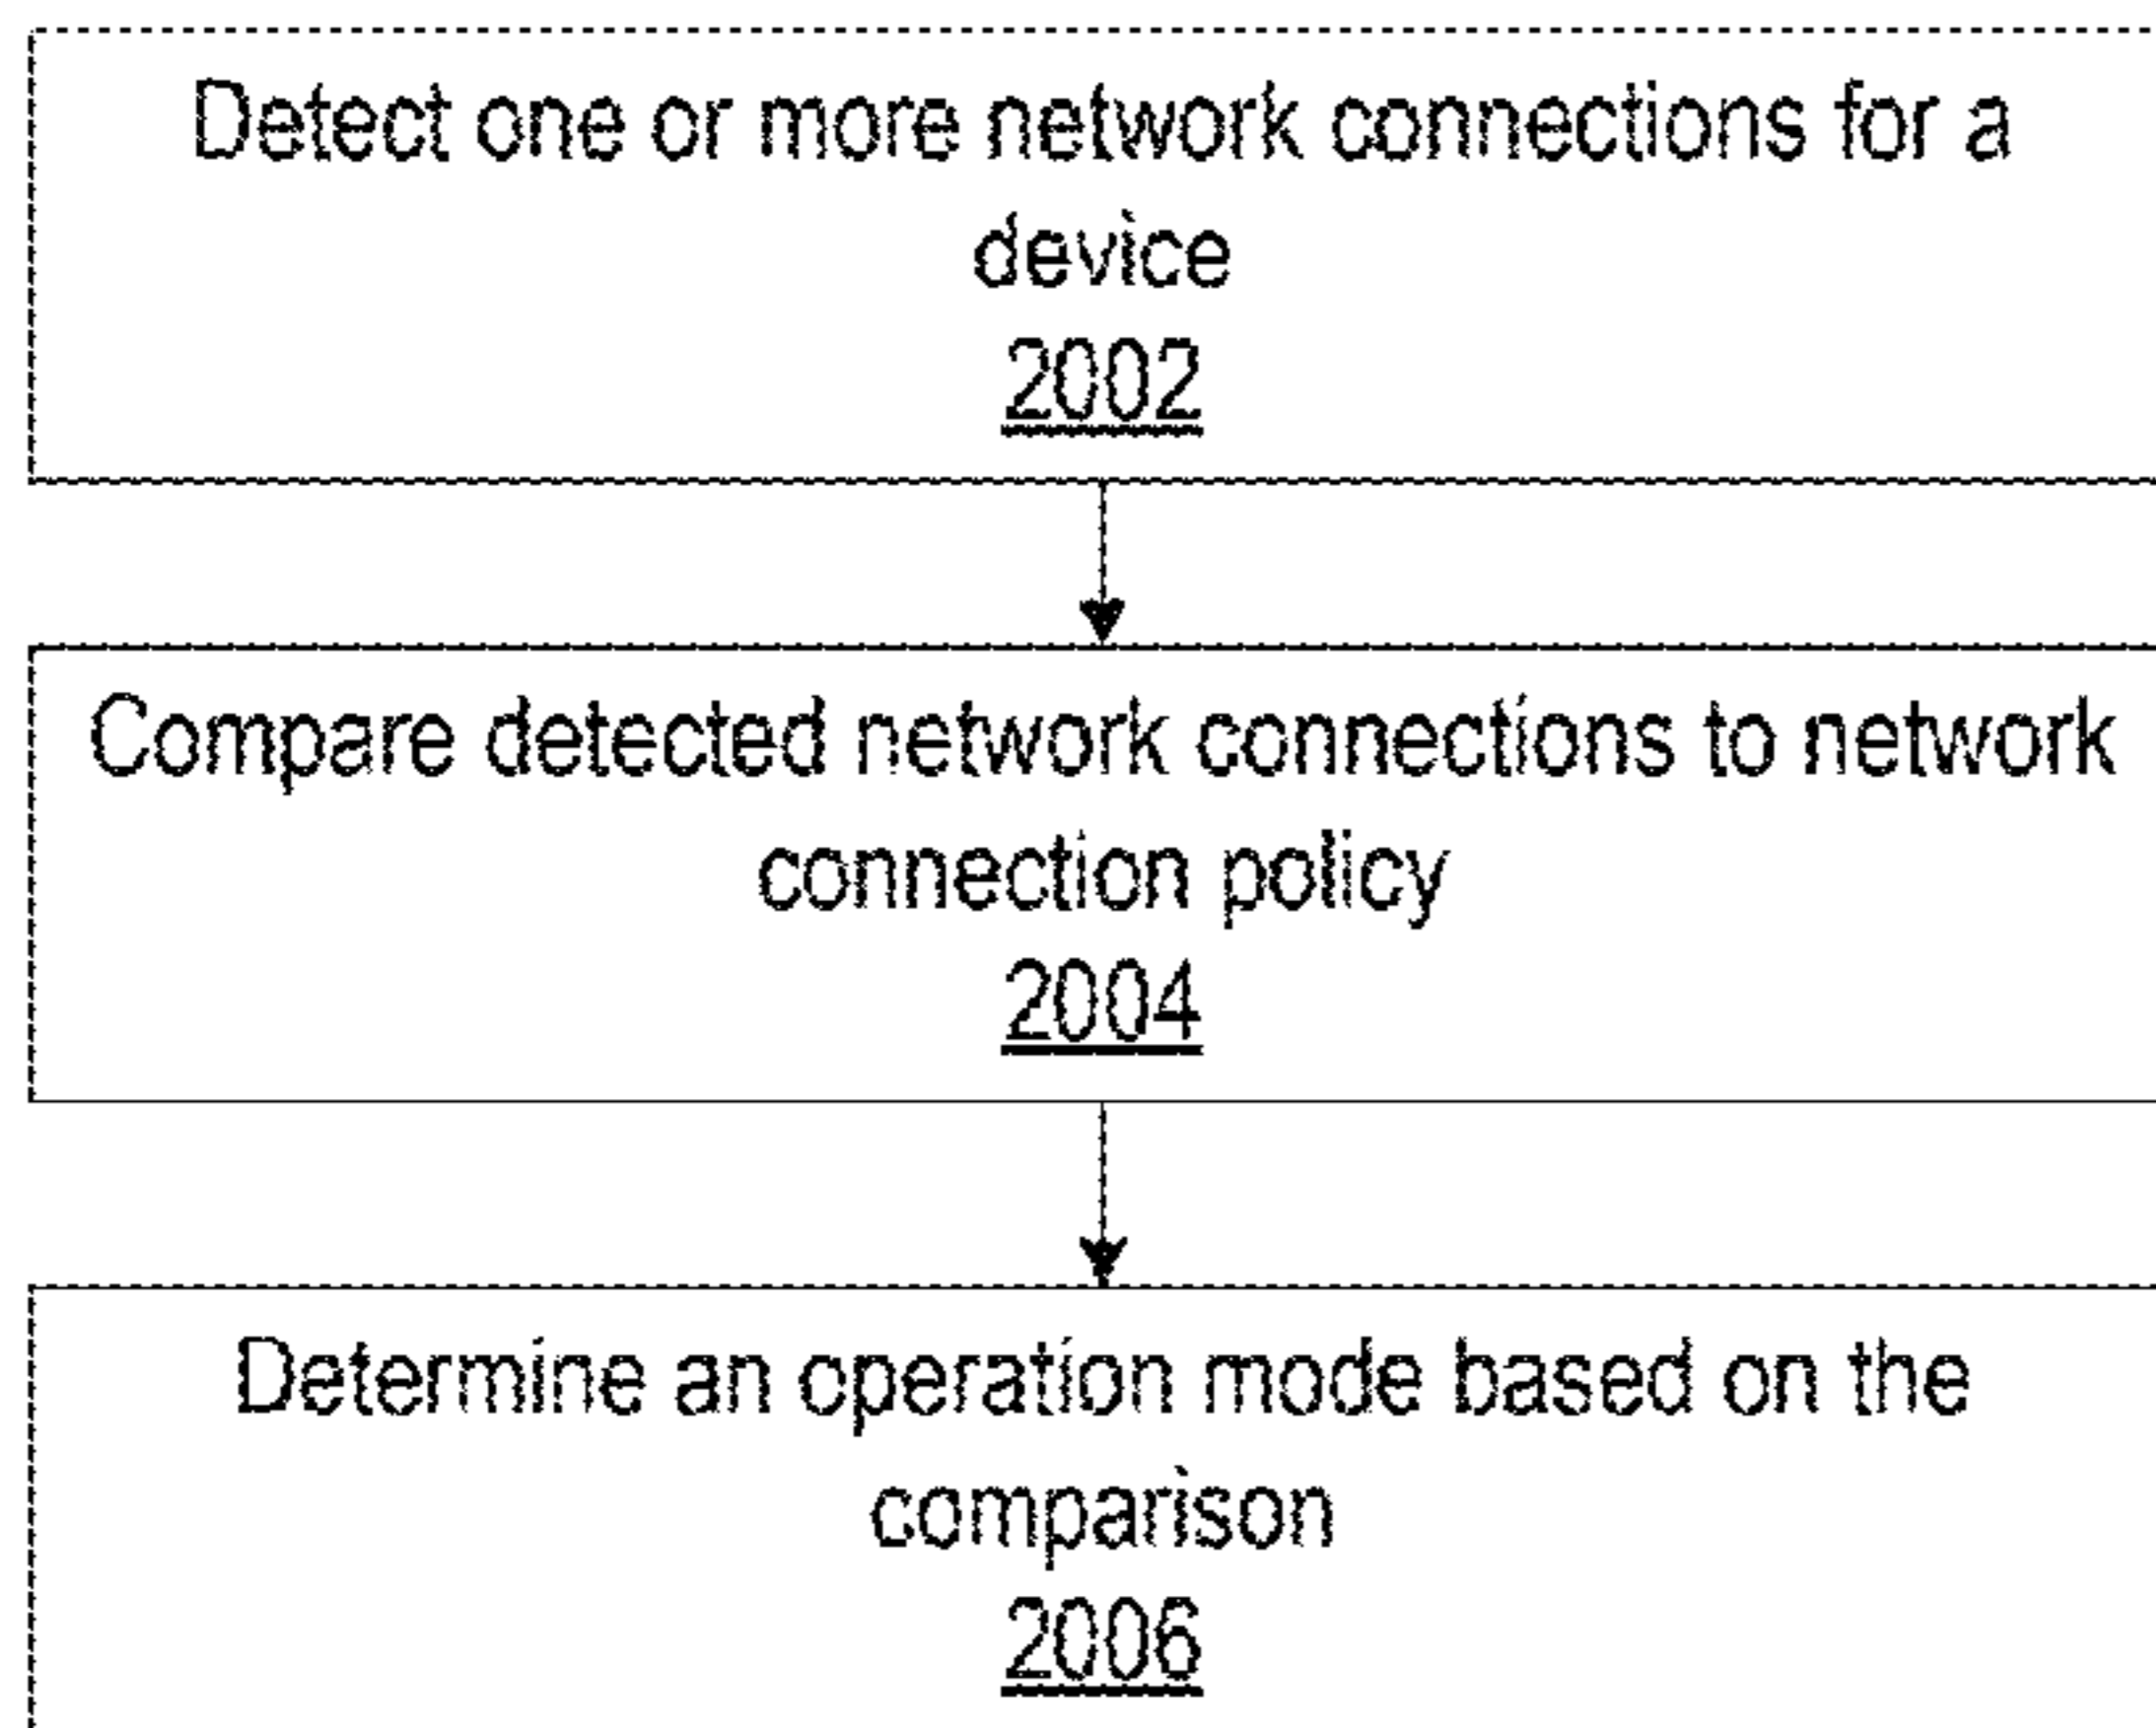 Detect one or more network connections for a
device
2002
Compare detected network connections to network
connection policy
2004
Determine an operation mode based on the
comparison
2006